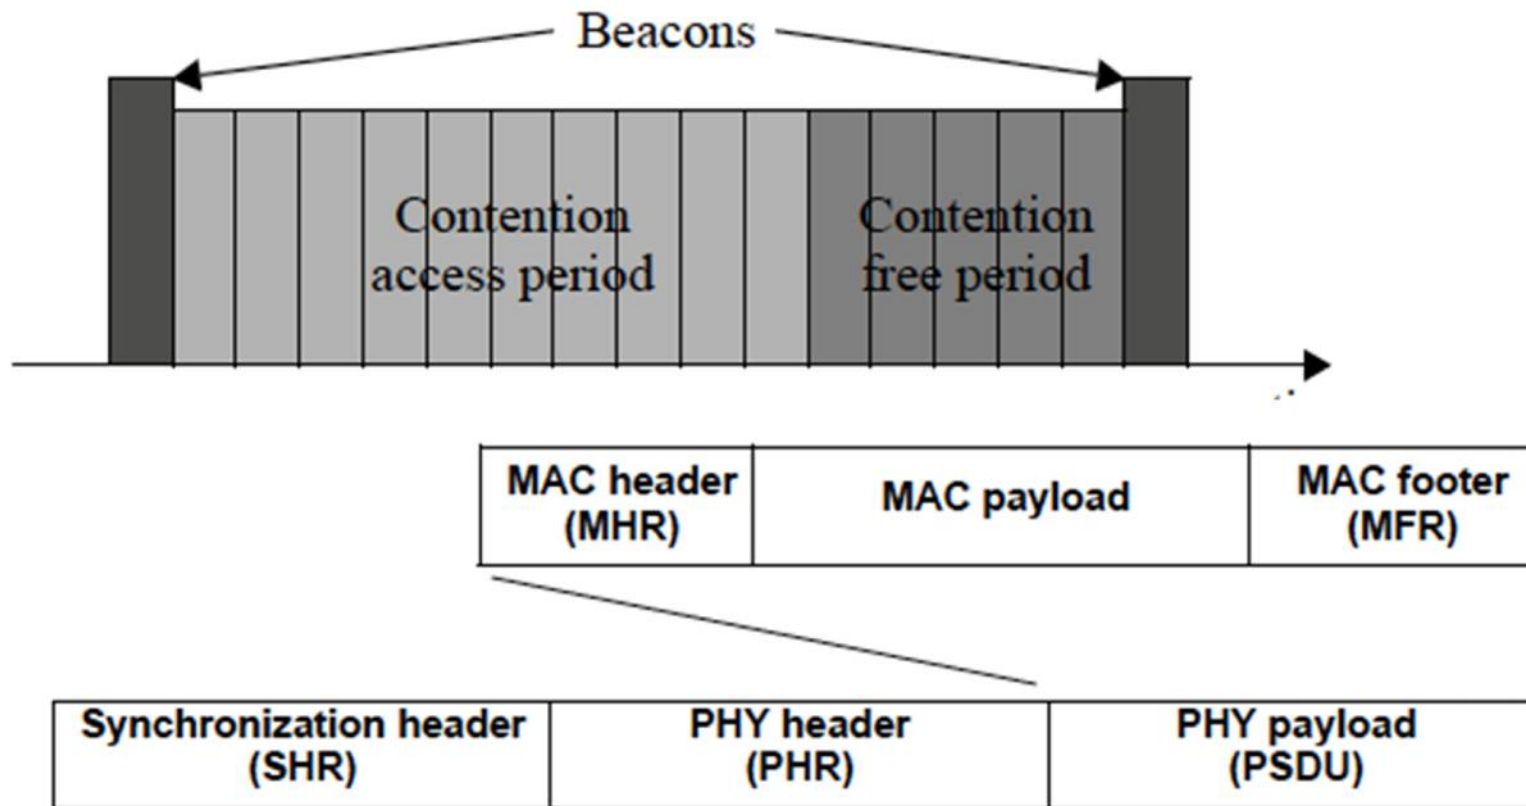 Beacons
Contention
access period
Contention
free period
MAC header
(MHR)
MAC payload
MAC footer
(MFR)
Synchronization header
(SHR)
PHY header
(PHR)
PHY payload
(PSDU)